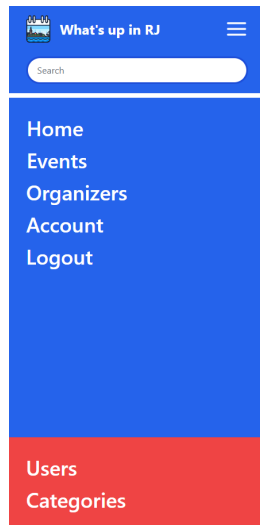 What's up in RJ
Search
Home
Events
Organizers
Account
Logout
Users
Categories